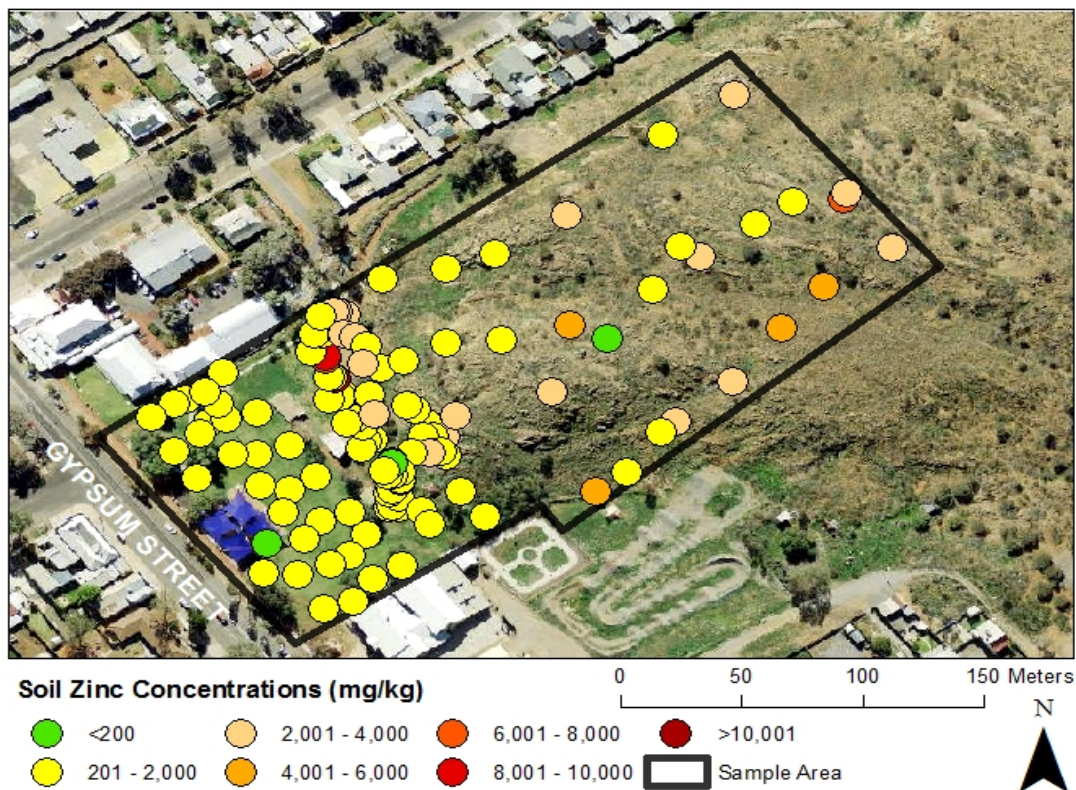 GYPSUM STREET
Soil Zinc Concentrations (mg/kg)
0 50 100 150 Meters
<200
2,001 - 4,000
6,001 - 8,000
>10,001
N
201 - 2,000
4,001 - 6,000
8,001 - 10,000
Sample Area